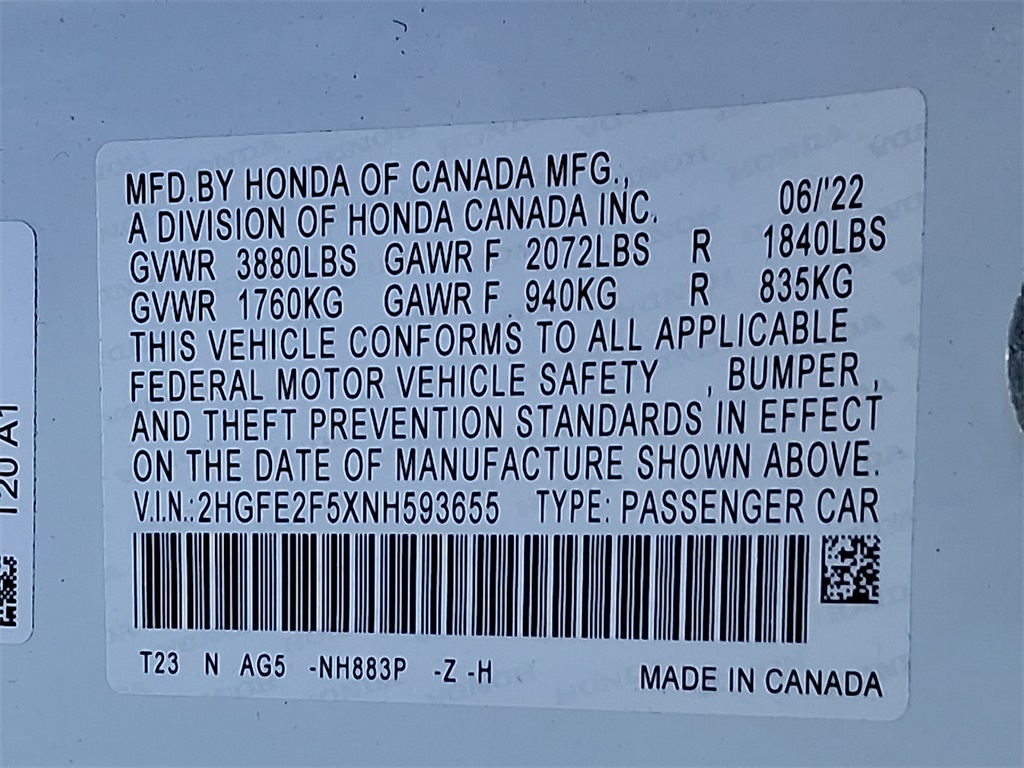 MFD.BY HONDA OF CANADA MFG.,
A DIVISION OF HONDA CANADA INC. 06/'22
GVWR 3880LBS GAWR F 2072LBS R 1840LBS
GVWR 1760KG GAWR F 940KG R 835KG
THIS VEHICLE CONFORMS TO ALL APPLICABLE
FEDERAL MOTOR VEHICLE SAFETY , BUMPER ,
AND THEFT PREVENTION STANDARDS IN EFFECT
ON THE DATE OF MANUFACTURE SHOWN ABOVE.
V.I.N.:2HGFE2F5XNH593655 TYPE: PASSENGER CAR
T23 N AG5 -NH883P -Z -H
MADE IN CANADA
T20 A1